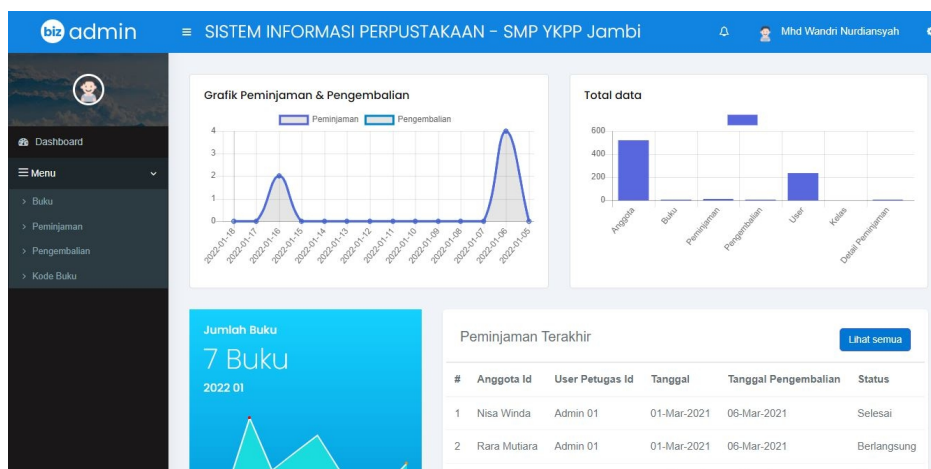 biz admin
SISTEM INFORMASI PERPUSTAKAAN - SMP YKPP Jambi
Mhd Wandri Nurdiansyah
Dashboard
Menu
> Buku
> Peminjaman
> Pengembalian
> Kode Buku
Grafik Peminjaman & Pengembalian
Peminjaman Pengembalian
4
3
2
1
0
2022-01-18 2022-01-17 2022-01-16 2022-01-15 2022-01-14 2022-01-13 2022-01-12 2022-01-11 2022-01-10 2022-01-09 2022-01-08 2022-01-07 2022-01-06 2022-01-05
Total data
600
400
200
0
Anggota Buku Peminjaman Pengembalian User Kelas Detail Peminjaman
Jumlah Buku
7 Buku
2022 01
Peminjaman Terakhir
Lihat semua
# Anggota Id User Petugas Id Tanggal Tanggal Pengembalian Status
1 Nisa Winda Admin 01 01-Mar-2021 06-Mar-2021 Selesai
2 Rara Mutiara Admin 01 01-Mar-2021 06-Mar-2021 Berlangsung